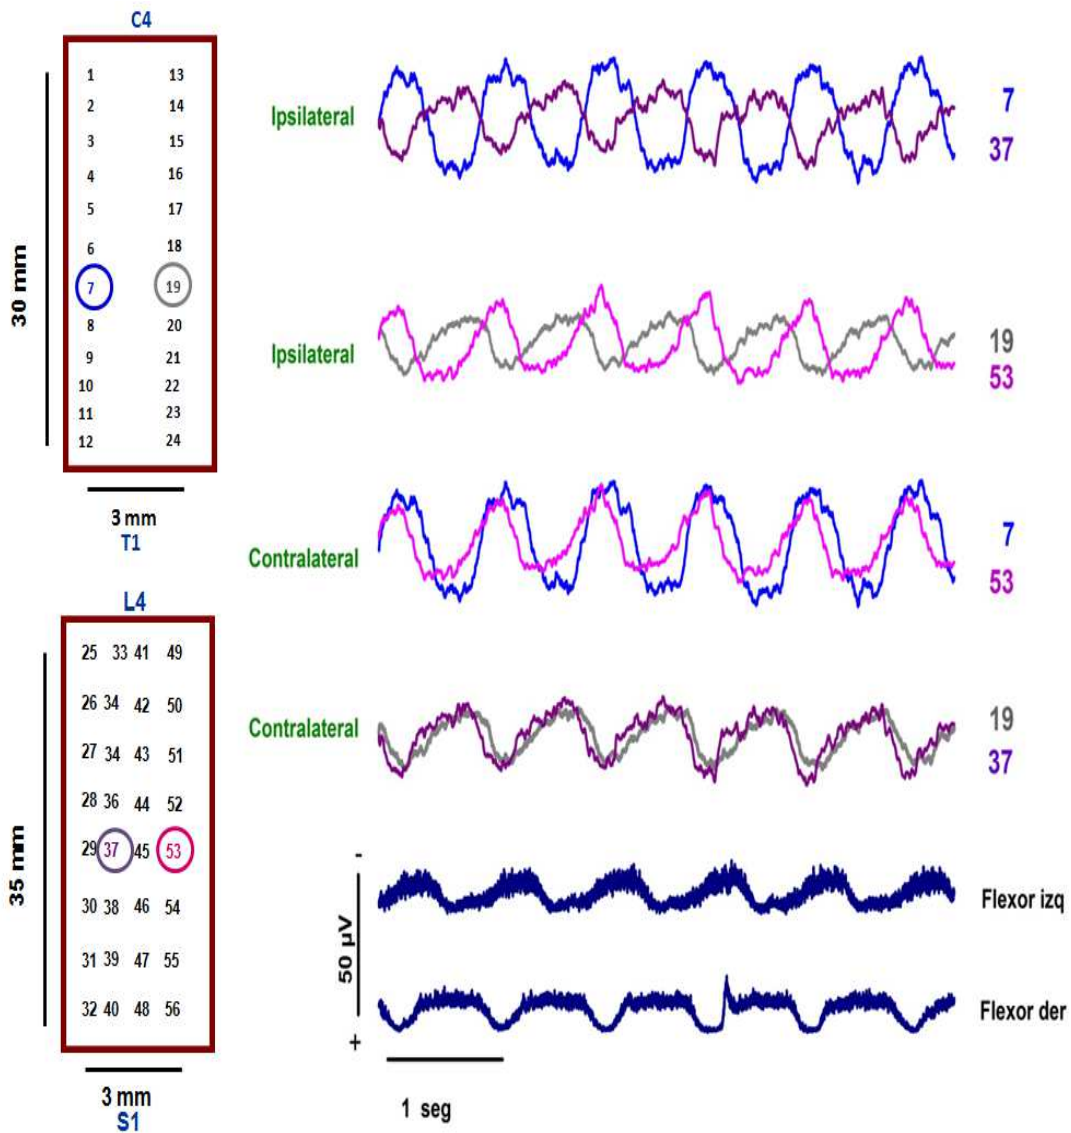 C4
1 13
2 14
3 15
4 16
5 17
6 18
7 19
8 20
9 21
10 22
11 23
12 24
30 mm
3 mm
T1
L4
25 33 41 49
26 34 42 50
27 34 43 51
28 36 44 52
29 37 45 53
30 38 46 54
31 39 47 55
32 40 48 56
35 mm
3 mm
S1
Ipsilateral
7
37
Ipsilateral
19
53
Contralateral
7
53
Contralateral
19
37
-
50 µV
+
Flexor izq
Flexor der
1 seg